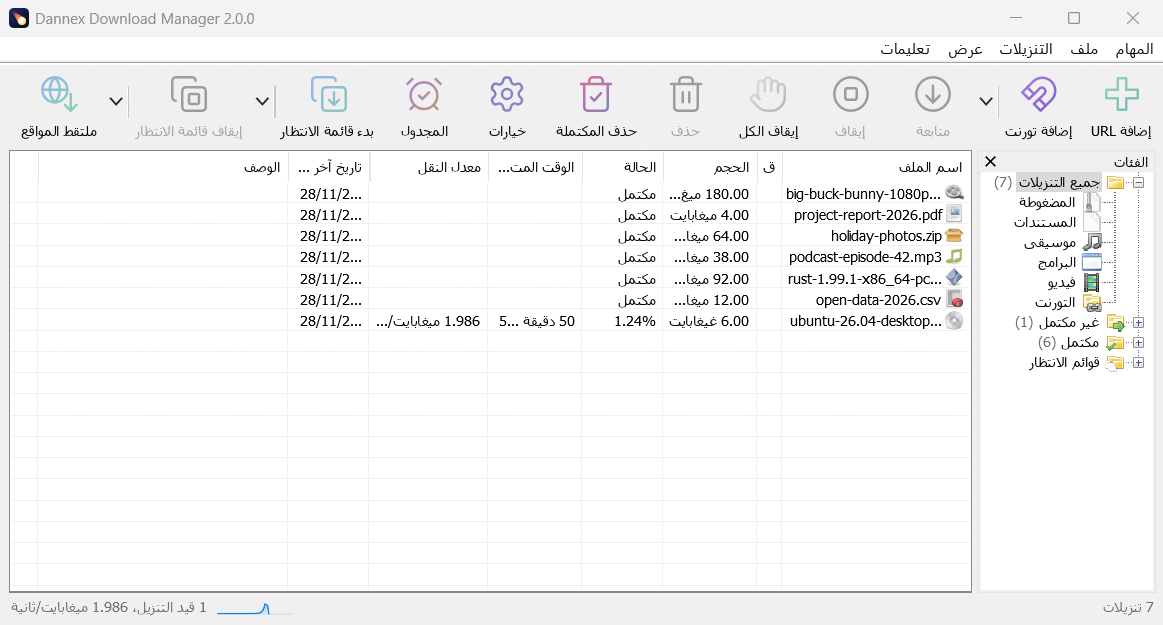 Dannex Download Manager 2.0.0
المهام ملف التنزيلات عرض تعليمات
إضافة URL إضافة تورنت متابعة إيقاف إيقاف الكل حذف حذف المكتملة خيارات المجدول بدء قائمة الانتظار إيقاف قائمة الانتظار ملتقط المواقع
الفئات
جميع التنزيلات (7)
المضغوطة
المستندات
موسيقى
البرامج
فيديو
التورنت
غير مكتمل (1)
مكتمل (6)
قوائم الانتظار
اسم الملف ق الحجم الحالة الوقت المت... معدل النقل تاريخ آخر ... الوصف
big-buck-bunny-1080p... 180.00 ميغ... مكتمل 28/11/2...
project-report-2026.pdf 4.00 ميغابايت مكتمل 28/11/2...
holiday-photos.zip 64.00 ميغا... مكتمل 28/11/2...
podcast-episode-42.mp3 38.00 ميغا... مكتمل 28/11/2...
rust-1.99.1-x86_64-pc... 92.00 ميغا... مكتمل 28/11/2...
open-data-2026.csv 12.00 ميغا... مكتمل 28/11/2...
ubuntu-26.04-desktop... 6.00 غيغابايت 1.24% 50 دقيقة 5... 1.986 ميغابايت/... 28/11/2...
7 تنزيلات
1 قيد التنزيل، 1.986 ميغابايت/ثانية